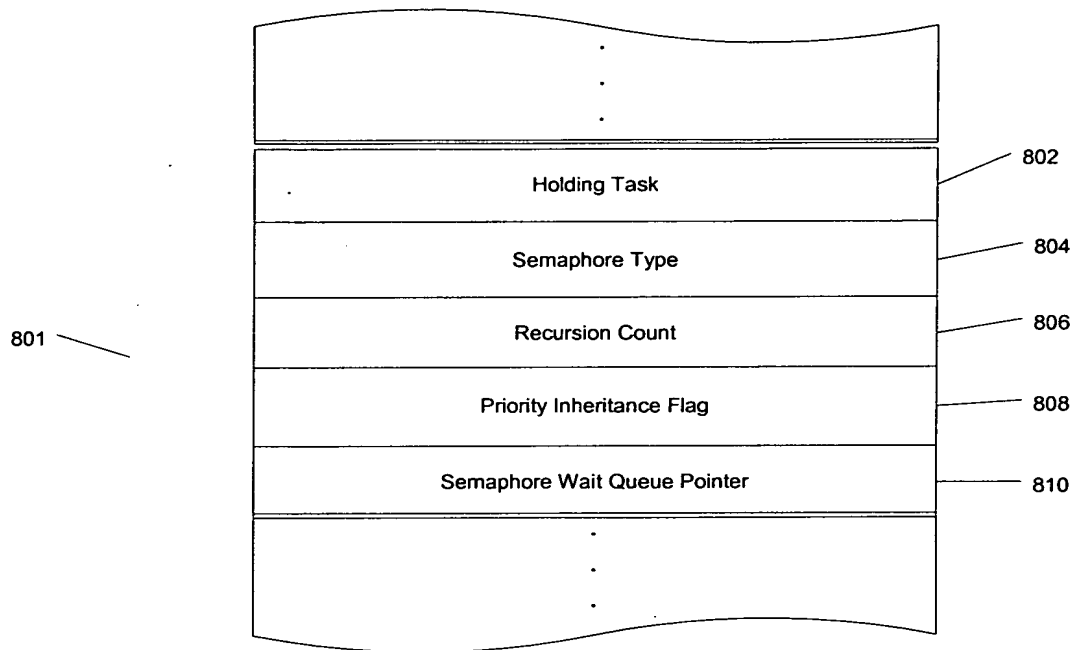 802
Holding Task
804
Semaphore Type
806
Recursion Count
801
808
Priority Inheritance Flag
810
Semaphore Wait Queue Pointer